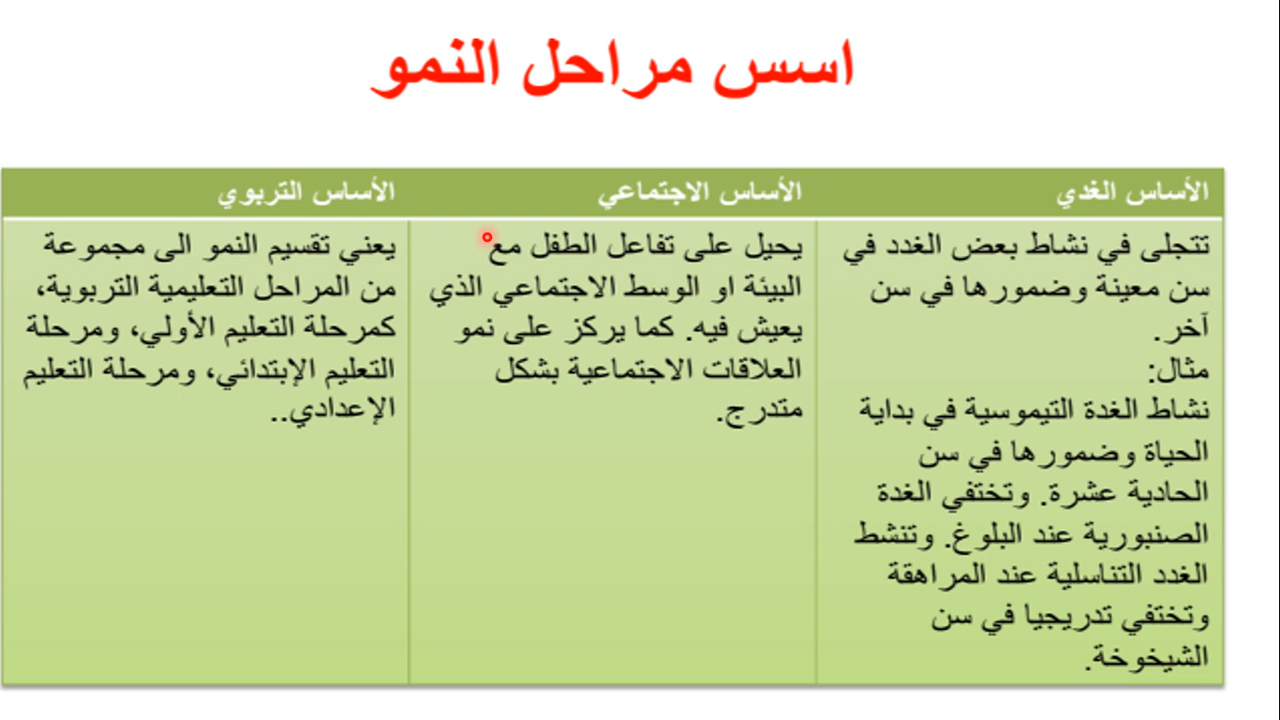 اسس مراحل النمو
الأساس الغدي
الأساس الاجتماعي
الأساس التربوي
تتجلى في نشاط بعض الغدد في
سن معينة وضمورها في سن
آخر.
مثال:
نشاط الغدة التيموسية في بداية
الحياة وضمورها في سن
الحادية عشرة. وتختفي الغدة
الصنبورية عند البلوغ. وتنشط
الغدد التناسلية عند المراهقة
وتختفي تدريجيا في سن
الشيخوخة.
يحيل على تفاعل الطفل مع
البيئة او الوسط الاجتماعي الذي
يعيش فيه. كما يركز على نمو
العلاقات الاجتماعية بشكل
متدرج.
يعني تقسيم النمو الى مجموعة
من المراحل التعليمية التربوية،
كمرحلة التعليم الأولي، ومرحلة
التعليم الإبتدائي، ومرحلة التعليم
الإعدادي..